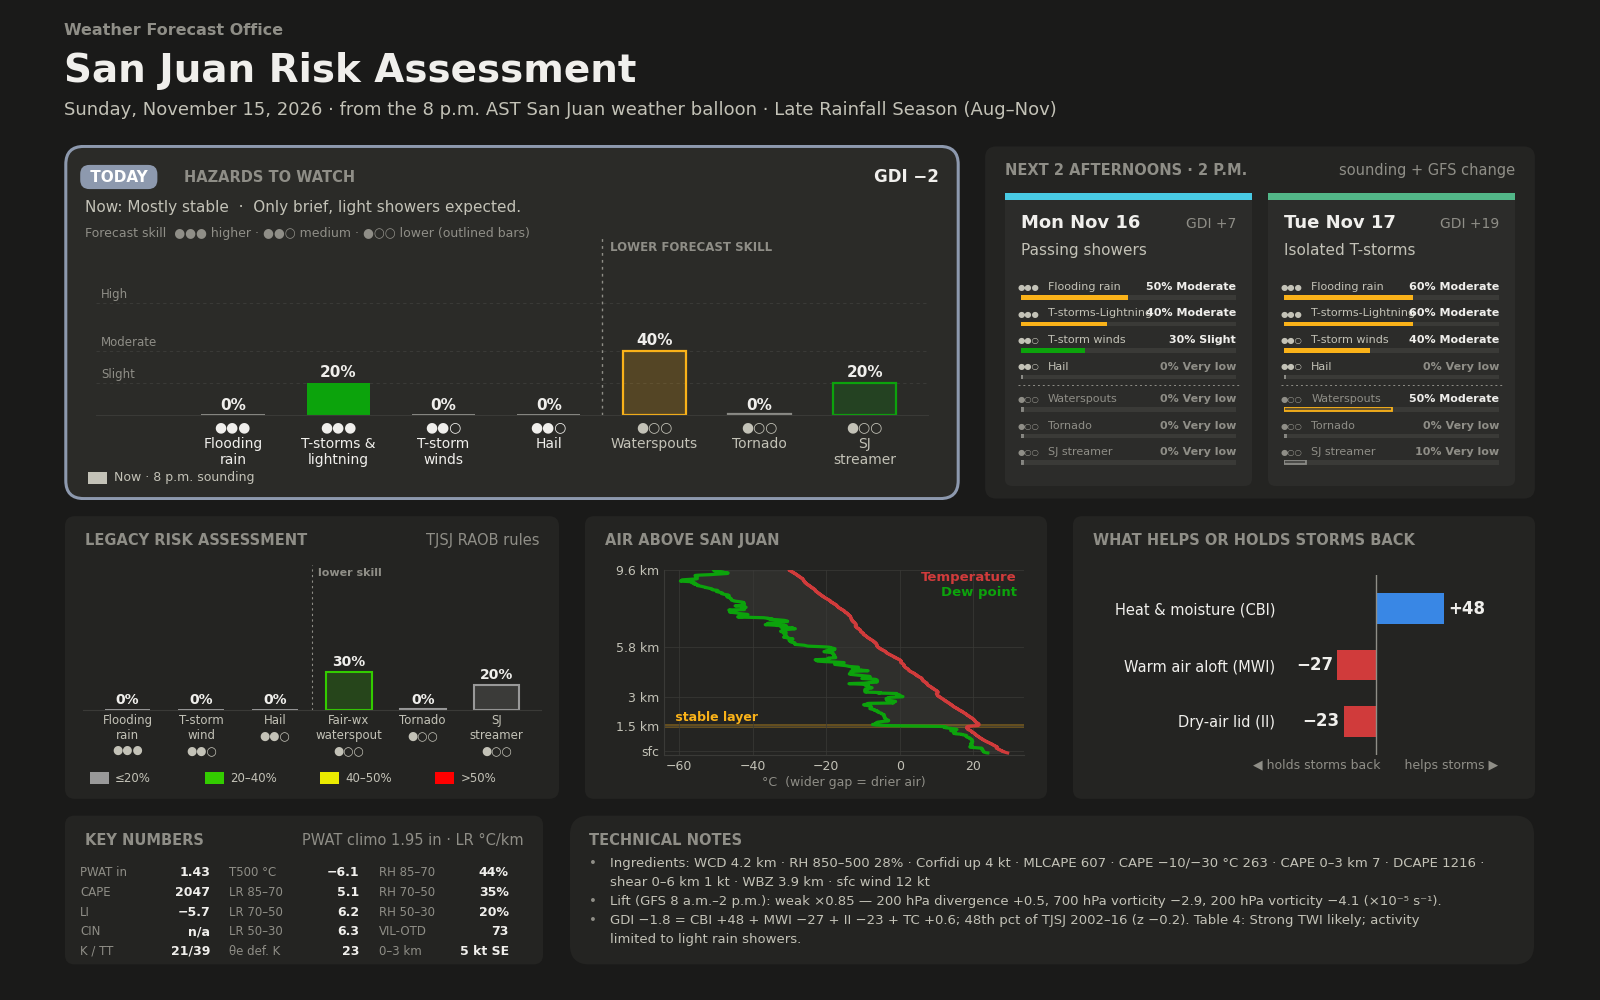 Weather Forecast Office
San Juan Risk Assessment
Sunday, November 15, 2026 · from the 8 p.m. AST San Juan weather balloon · Late Rainfall Season (Aug–Nov)
TODAY HAZARDS TO WATCH GDI −2
Now: Mostly stable · Only brief, light showers expected.
Forecast skill ●●● higher · ●●○ medium · ●○○ lower (outlined bars)
LOWER FORECAST SKILL
High
Moderate
Slight
0% 20% 0% 0% 40% 0% 20%
●●● ●●● ●●○ ●●○ ●○○ ●○○ ●○○
Flooding rain
T-storms & lightning
T-storm winds
Hail
Waterspouts
Tornado
SJ streamer
Now · 8 p.m. sounding
NEXT 2 AFTERNOONS · 2 P.M. sounding + GFS change
Mon Nov 16 GDI +7
Passing showers
●●● Flooding rain 50% Moderate
●●● T-storms-Lightning 40% Moderate
●●○ T-storm winds 30% Slight
●●○ Hail 0% Very low
●○○ Waterspouts 0% Very low
●○○ Tornado 0% Very low
●○○ SJ streamer 0% Very low
Tue Nov 17 GDI +19
Isolated T-storms
●●● Flooding rain 60% Moderate
●●● T-storms-Lightning 60% Moderate
●●○ T-storm winds 40% Moderate
●●○ Hail 0% Very low
●○○ Waterspouts 50% Moderate
●○○ Tornado 0% Very low
●○○ SJ streamer 10% Very low
LEGACY RISK ASSESSMENT TJSJ RAOB rules
lower skill
0% 0% 0% 30% 0% 20%
Flooding rain ●●●
T-storm wind ●●○
Hail ●●○
Fair-wx waterspout ●○○
Tornado ●○○
SJ streamer ●○○
≤20% 20–40% 40–50% >50%
AIR ABOVE SAN JUAN
Temperature
Dew point
9.6 km
5.8 km
3 km
stable layer
1.5 km
sfc
−60 −40 −20 0 20
°C (wider gap = drier air)
WHAT HELPS OR HOLDS STORMS BACK
Heat & moisture (CBI) +48
Warm air aloft (MWI) −27
Dry-air lid (II) −23
◀ holds storms back helps storms ▶
KEY NUMBERS PWAT climo 1.95 in · LR °C/km
PWAT in 1.43 T500 °C −6.1 RH 85–70 44%
CAPE 2047 LR 85–70 5.1 RH 70–50 35%
LI −5.7 LR 70–50 6.2 RH 50–30 20%
CIN n/a LR 50–30 6.3 VIL-OTD 73
K / TT 21/39 θe def. K 23 0–3 km 5 kt SE
TECHNICAL NOTES
• Ingredients: WCD 4.2 km · RH 850–500 28% · Corfidi up 4 kt · MLCAPE 607 · CAPE −10/−30 °C 263 · CAPE 0–3 km 7 · DCAPE 1216 ·
shear 0–6 km 1 kt · WBZ 3.9 km · sfc wind 12 kt
• Lift (GFS 8 a.m.–2 p.m.): weak ×0.85 — 200 hPa divergence +0.5, 700 hPa vorticity −2.9, 200 hPa vorticity −4.1 (×10⁻⁵ s⁻¹).
• GDI −1.8 = CBI +48 + MWI −27 + II −23 + TC +0.6; 48th pct of TJSJ 2002–16 (z −0.2). Table 4: Strong TWI likely; activity
limited to light rain showers.